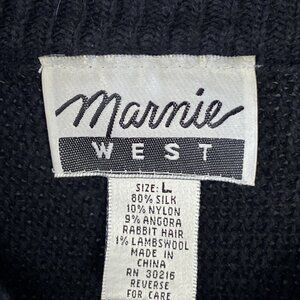 Marnie
WEST
SIZE: L
80% SILK
10% NYLON
9% ANGORA
RABBIT HAIR
1% LAMBSWOOL
MADE IN
CHINA
RN 30216
REVERSE
FOR CARE